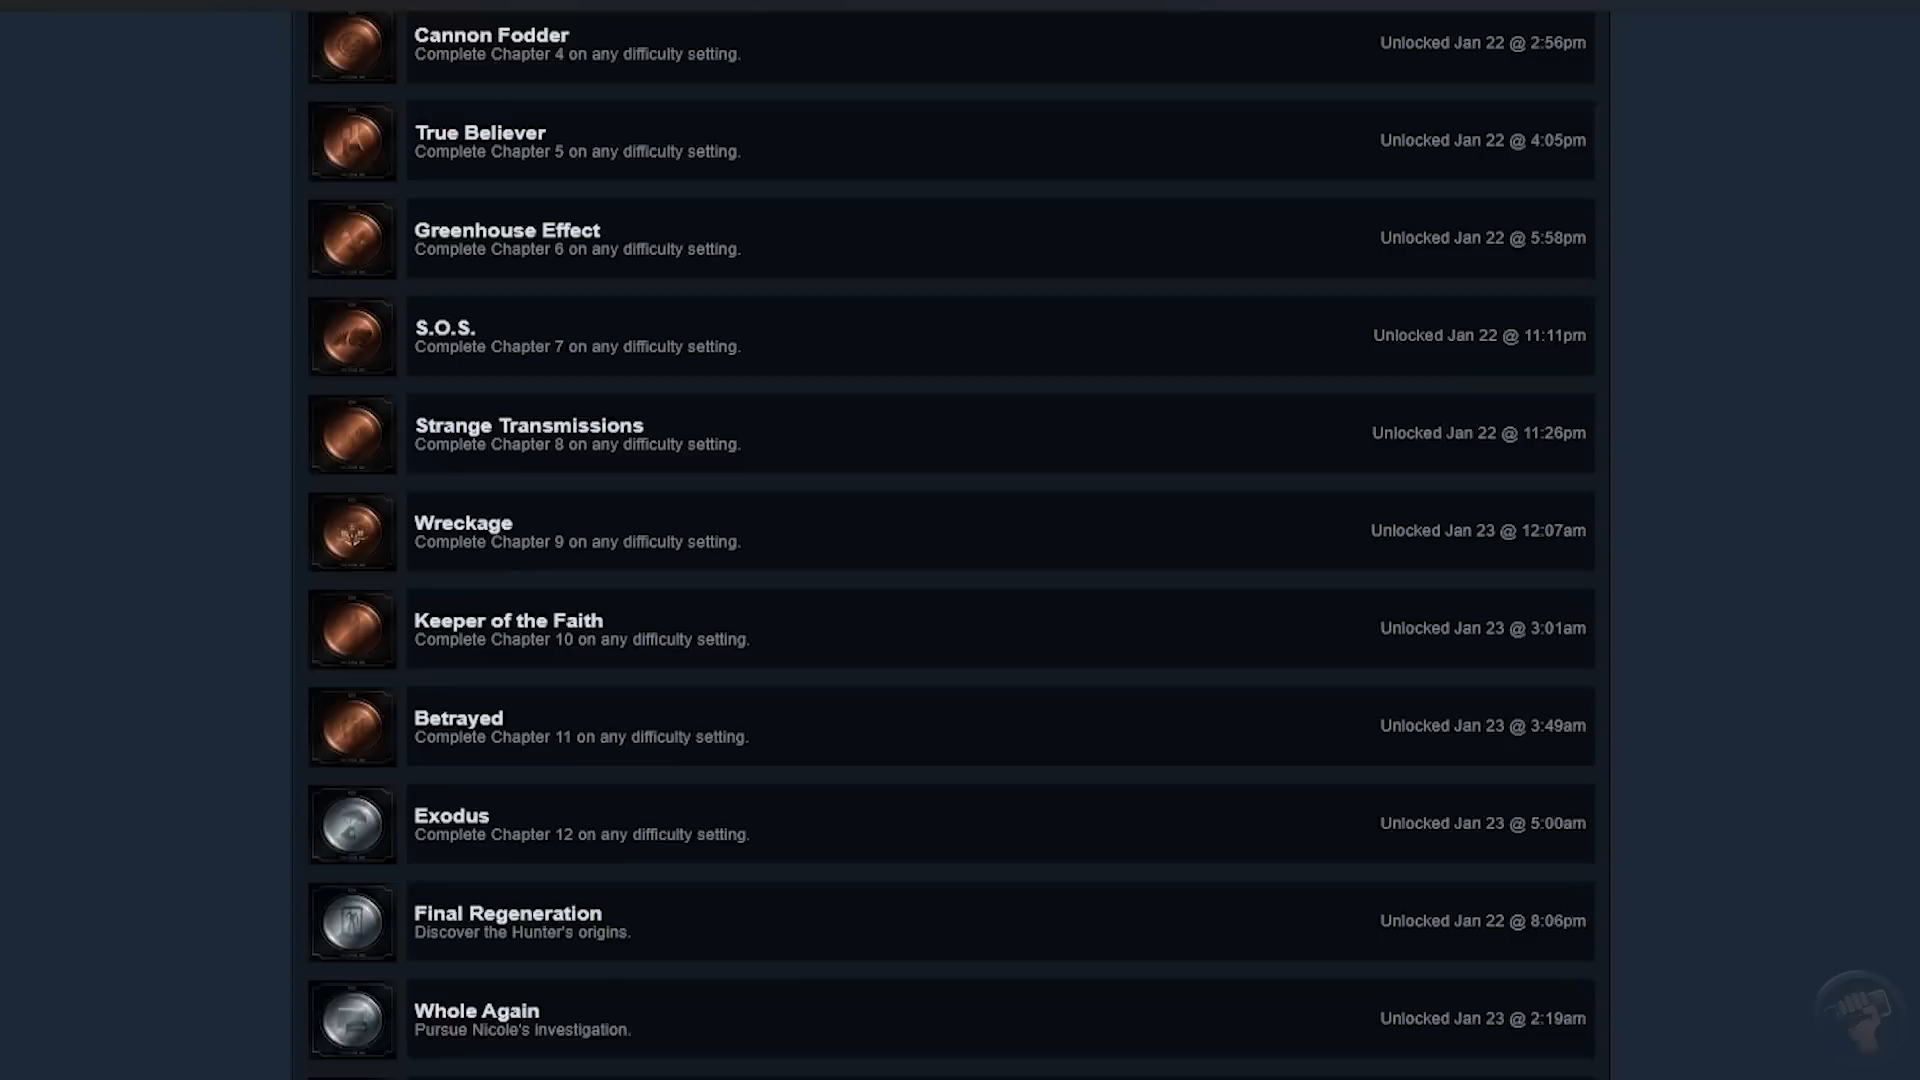 Cannon Fodder
Complete Chapter 4 on any difficulty setting.
Unlocked Jan 22 @ 2:56pm
True Believer
Complete Chapter 5 on any difficulty setting.
Unlocked Jan 22 @ 4:05pm
Greenhouse Effect
Complete Chapter 6 on any difficulty setting.
Unlocked Jan 22 @ 5:58pm
S.O.S.
Complete Chapter 7 on any difficulty setting.
Unlocked Jan 22 @ 11:11pm
Strange Transmissions
Complete Chapter 8 on any difficulty setting.
Unlocked Jan 22 @ 11:26pm
Wreckage
Complete Chapter 9 on any difficulty setting.
Unlocked Jan 23 @ 12:07am
Keeper of the Faith
Complete Chapter 10 on any difficulty setting.
Unlocked Jan 23 @ 3:01am
Betrayed
Complete Chapter 11 on any difficulty setting.
Unlocked Jan 23 @ 3:49am
Exodus
Complete Chapter 12 on any difficulty setting.
Unlocked Jan 23 @ 5:00am
Final Regeneration
Discover the Hunter's origins.
Unlocked Jan 22 @ 8:06pm
Whole Again
Pursue Nicole's investigation.
Unlocked Jan 23 @ 2:19am